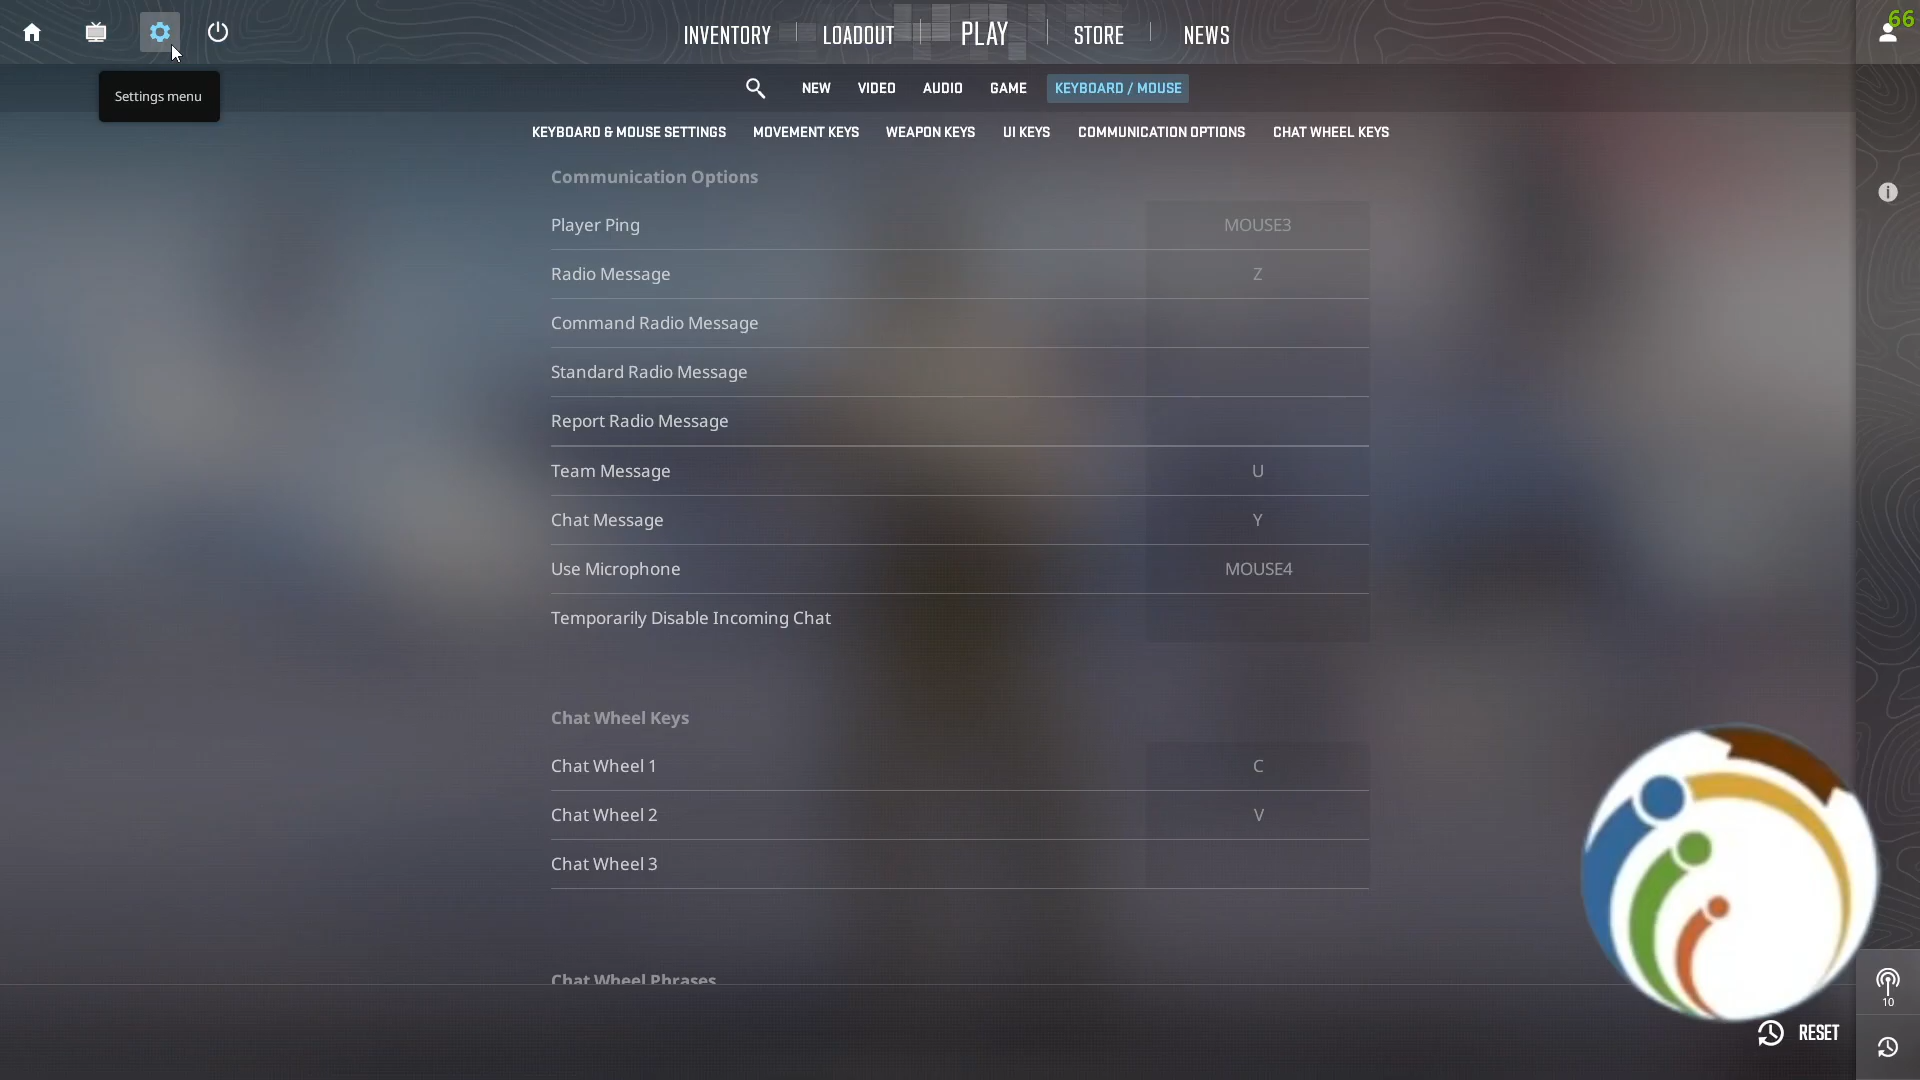 INVENTORY
LOADOUT
PLAY
STORE
NEWS
66
Settings menu
NEW
VIDEO
AUDIO
GAME
KEYBOARD / MOUSE
KEYBOARD & MOUSE SETTINGS
MOVEMENT KEYS
WEAPON KEYS
UI KEYS
COMMUNICATION OPTIONS
CHAT WHEEL KEYS
Communication Options
Player Ping MOUSE3
Radio Message Z
Command Radio Message
Standard Radio Message
Report Radio Message
Team Message U
Chat Message Y
Use Microphone MOUSE4
Temporarily Disable Incoming Chat
Chat Wheel Keys
Chat Wheel 1 C
Chat Wheel 2 V
Chat Wheel 3
Chat Wheel Phrases
10
RESET